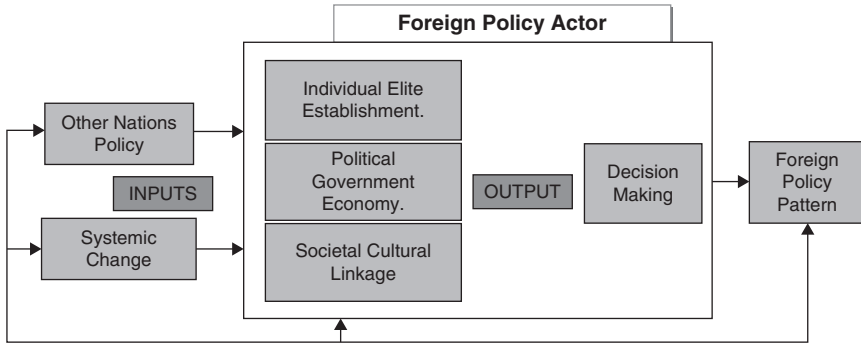 Foreign Policy Actor
Individual Elite
Establishment.
Other Nations
Policy
Political
Government
Economy.
INPUTS
OUTPUT
Decision
Making
Foreign
Policy
Pattern
Systemic
Change
Societal Cultural
Linkage